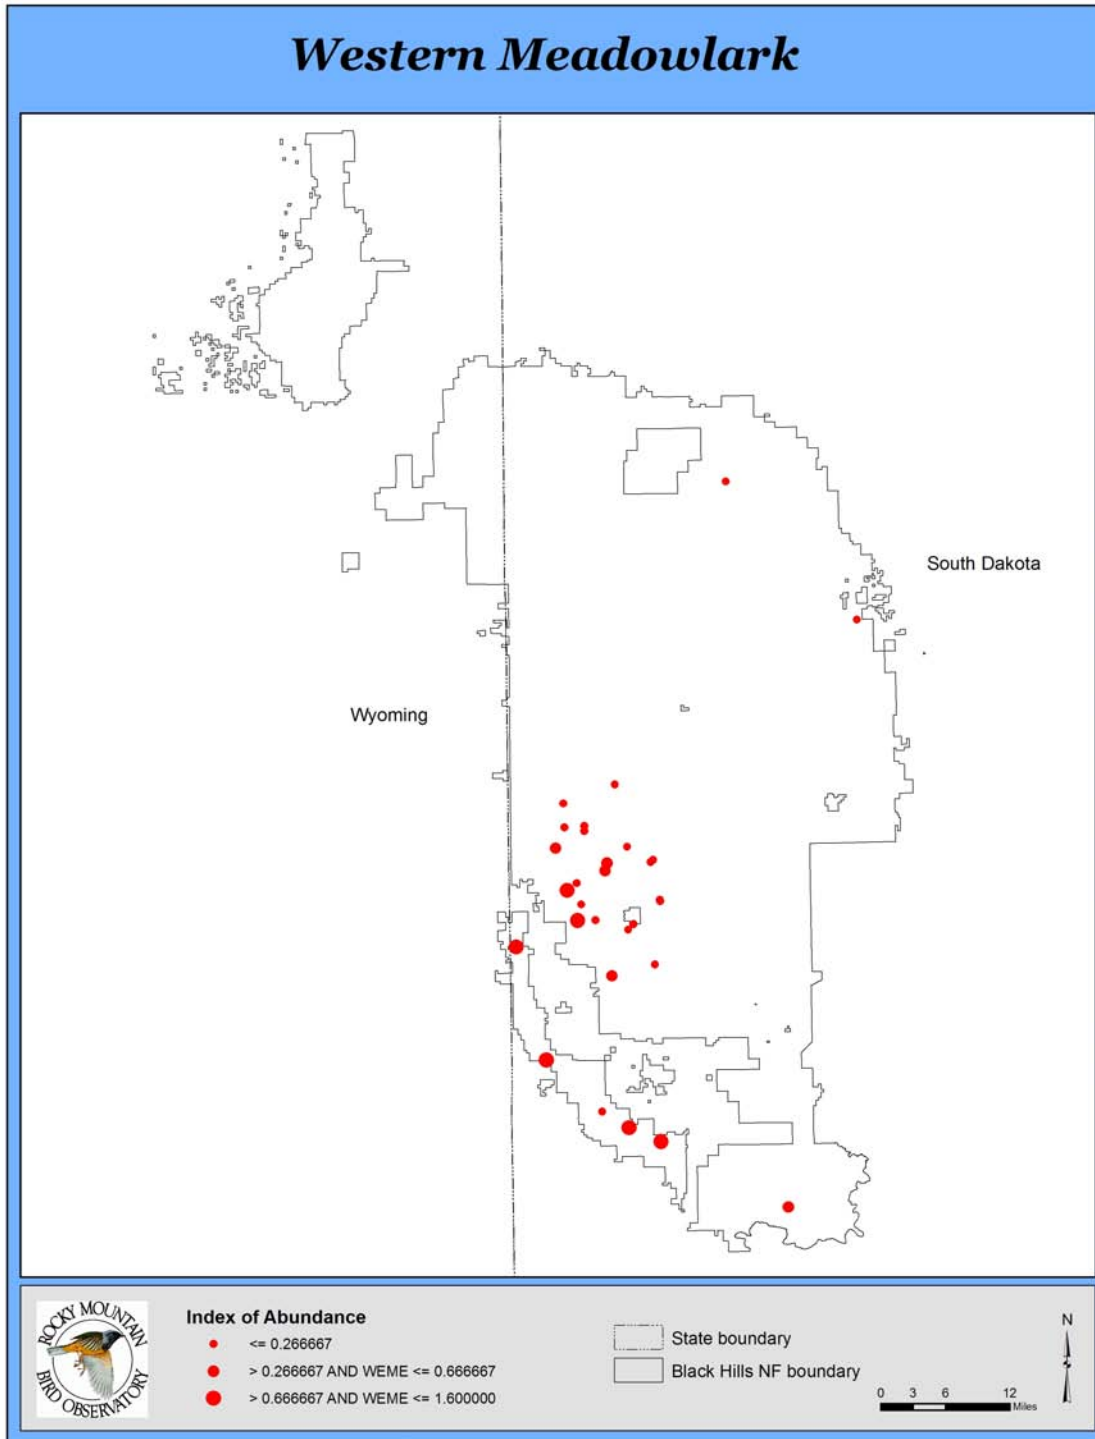 Western Meadowlark
South Dakota
Wyoming
ROCKY MOUNTAIN
BIRD OBSERVATORY
Index of Abundance
<= 0.266667
> 0.266667 AND WEME <= 0.666667
> 0.666667 AND WEME <= 1.600000
State boundary
Black Hills NF boundary
N
0 3 6 12
Miles